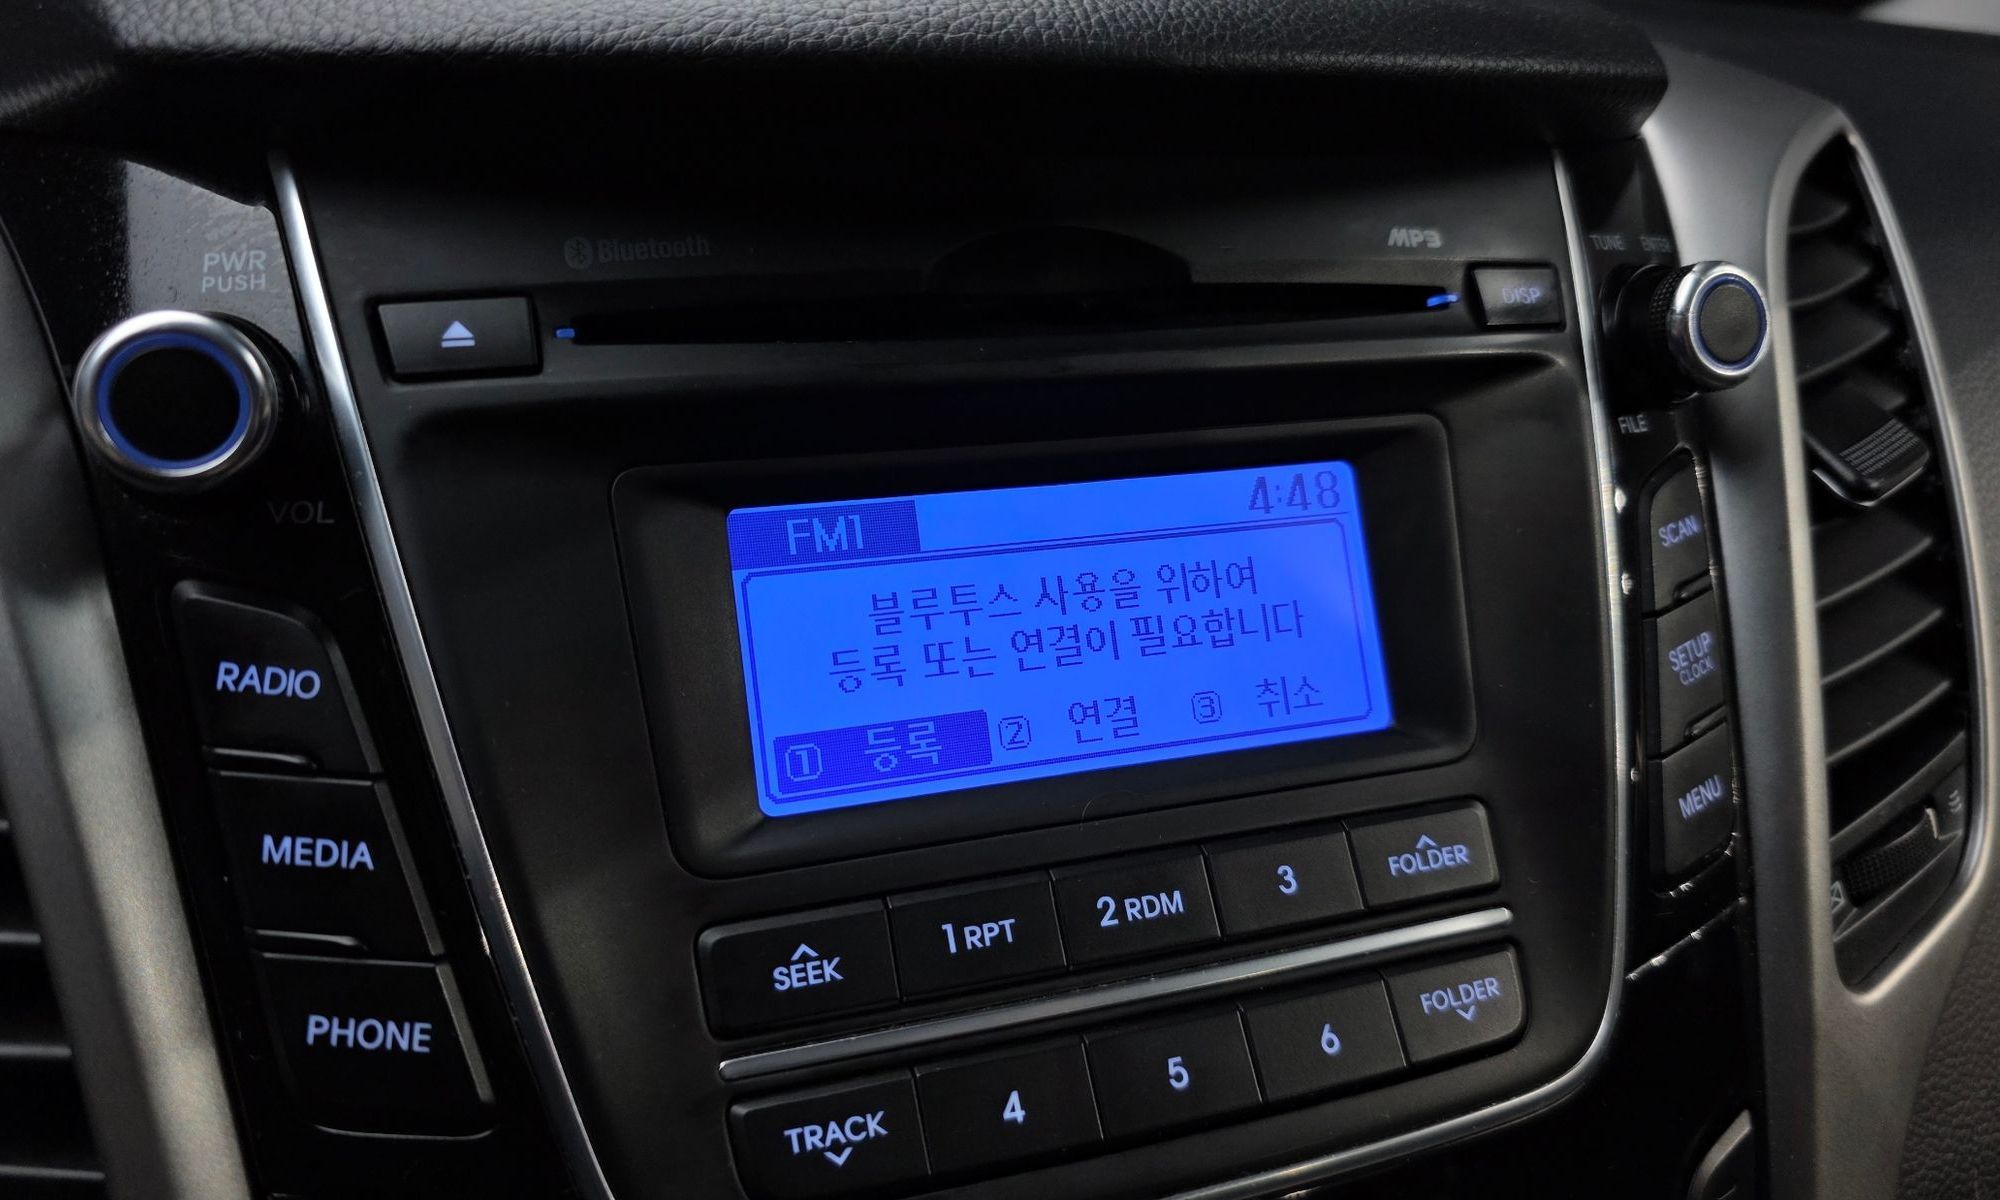 Bluetooth
MP3
PWR
PUSH
TUNE
ENTER
DISP
VOL
FILE
FM1
4:48
블루투스 사용을 위하여
등록 또는 연결이 필요합니다
1 등록 2 연결 3 취소
RADIO
MEDIA
PHONE
SCAN
SETUP
CLOCK
MENU
SEEK
1 RPT
2 RDM
3
FOLDER
TRACK
4
5
6
FOLDER